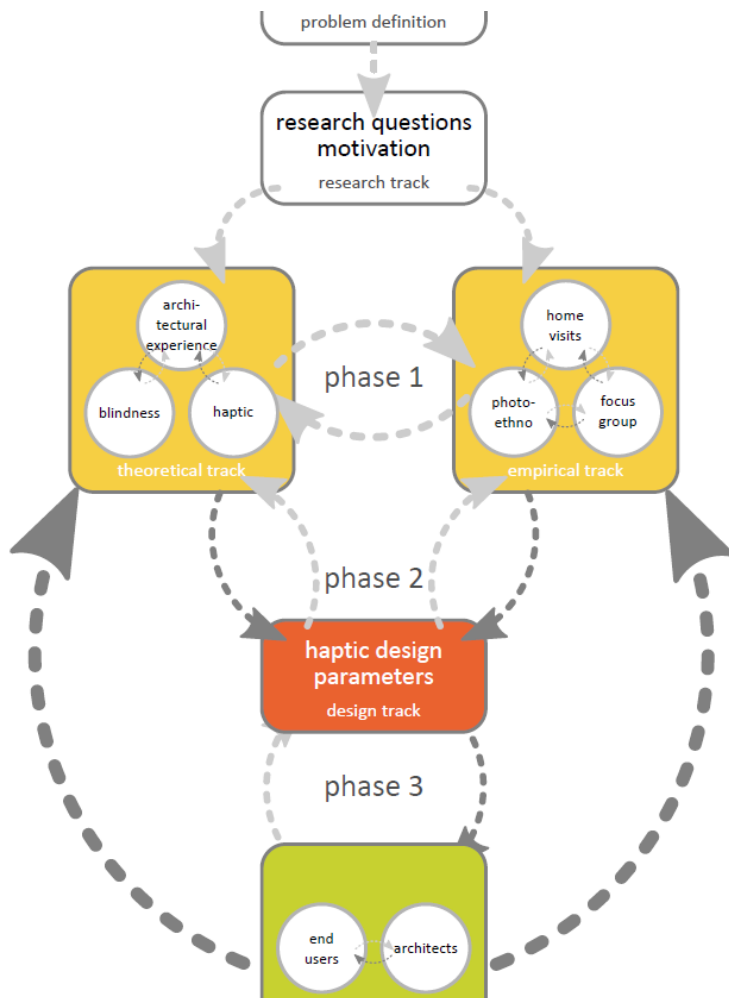 problem definition
research questions
motivation
research track
archi-
tectural
experience
blindness
haptic
theoretical track
phase 1
home
visits
photo-
ethno
focus
group
empirical track
phase 2
haptic design
parameters
design track
phase 3
end
users
architects